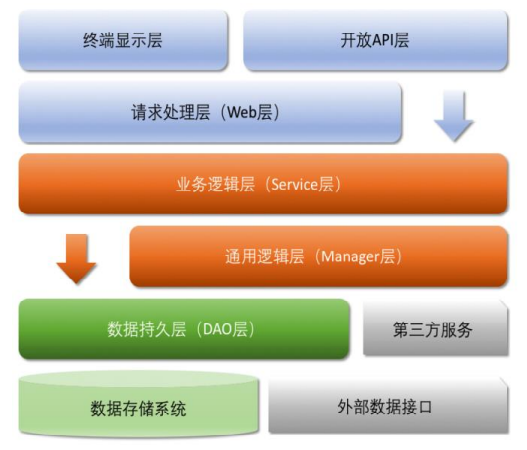 终端显示层
开放API层
请求处理层（Web层）
业务逻辑层（Service层）
通用逻辑层（Manager层）
数据持久层（DAO层）
第三方服务
数据存储系统
外部数据接口